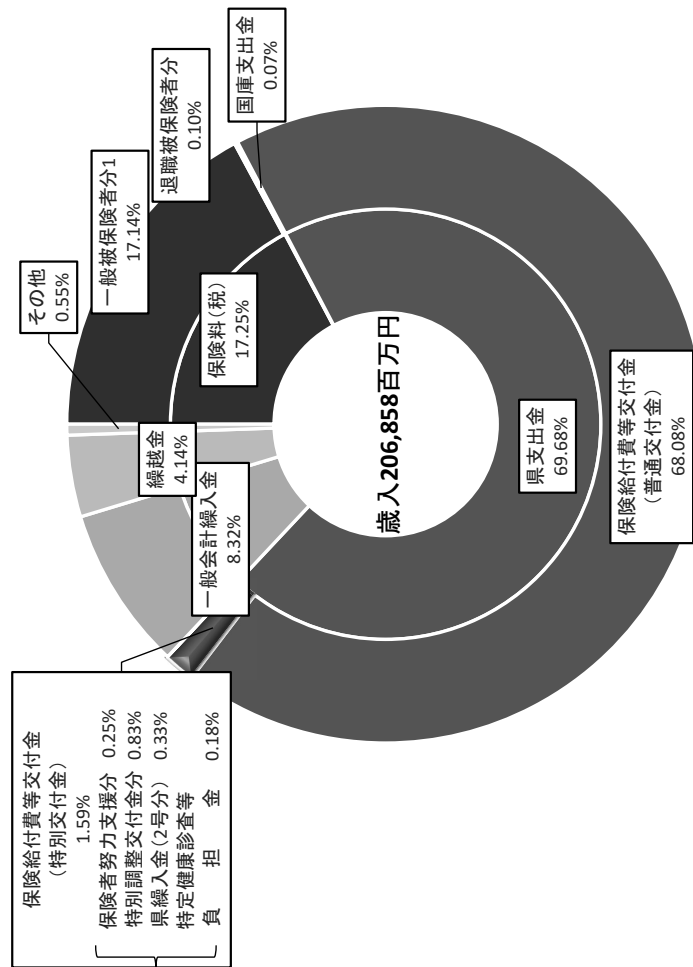 歳入206,858百万円
保険料(税)
17.25%
一般被保険者分1
17.14%
退職被保険者分
0.10%
国庫支出金
0.07%
県支出金
69.68%
保険給付費等交付金
(普通交付金)
68.08%
保険給付費等交付金
(特別交付金)
1.59%
保険者努力支援分 0.25%
特別調整交付金分 0.83%
県繰入金(2号分) 0.33%
特定健康診査等
負担金 0.18%
一般会計繰入金
8.32%
繰越金
4.14%
その他
0.55%